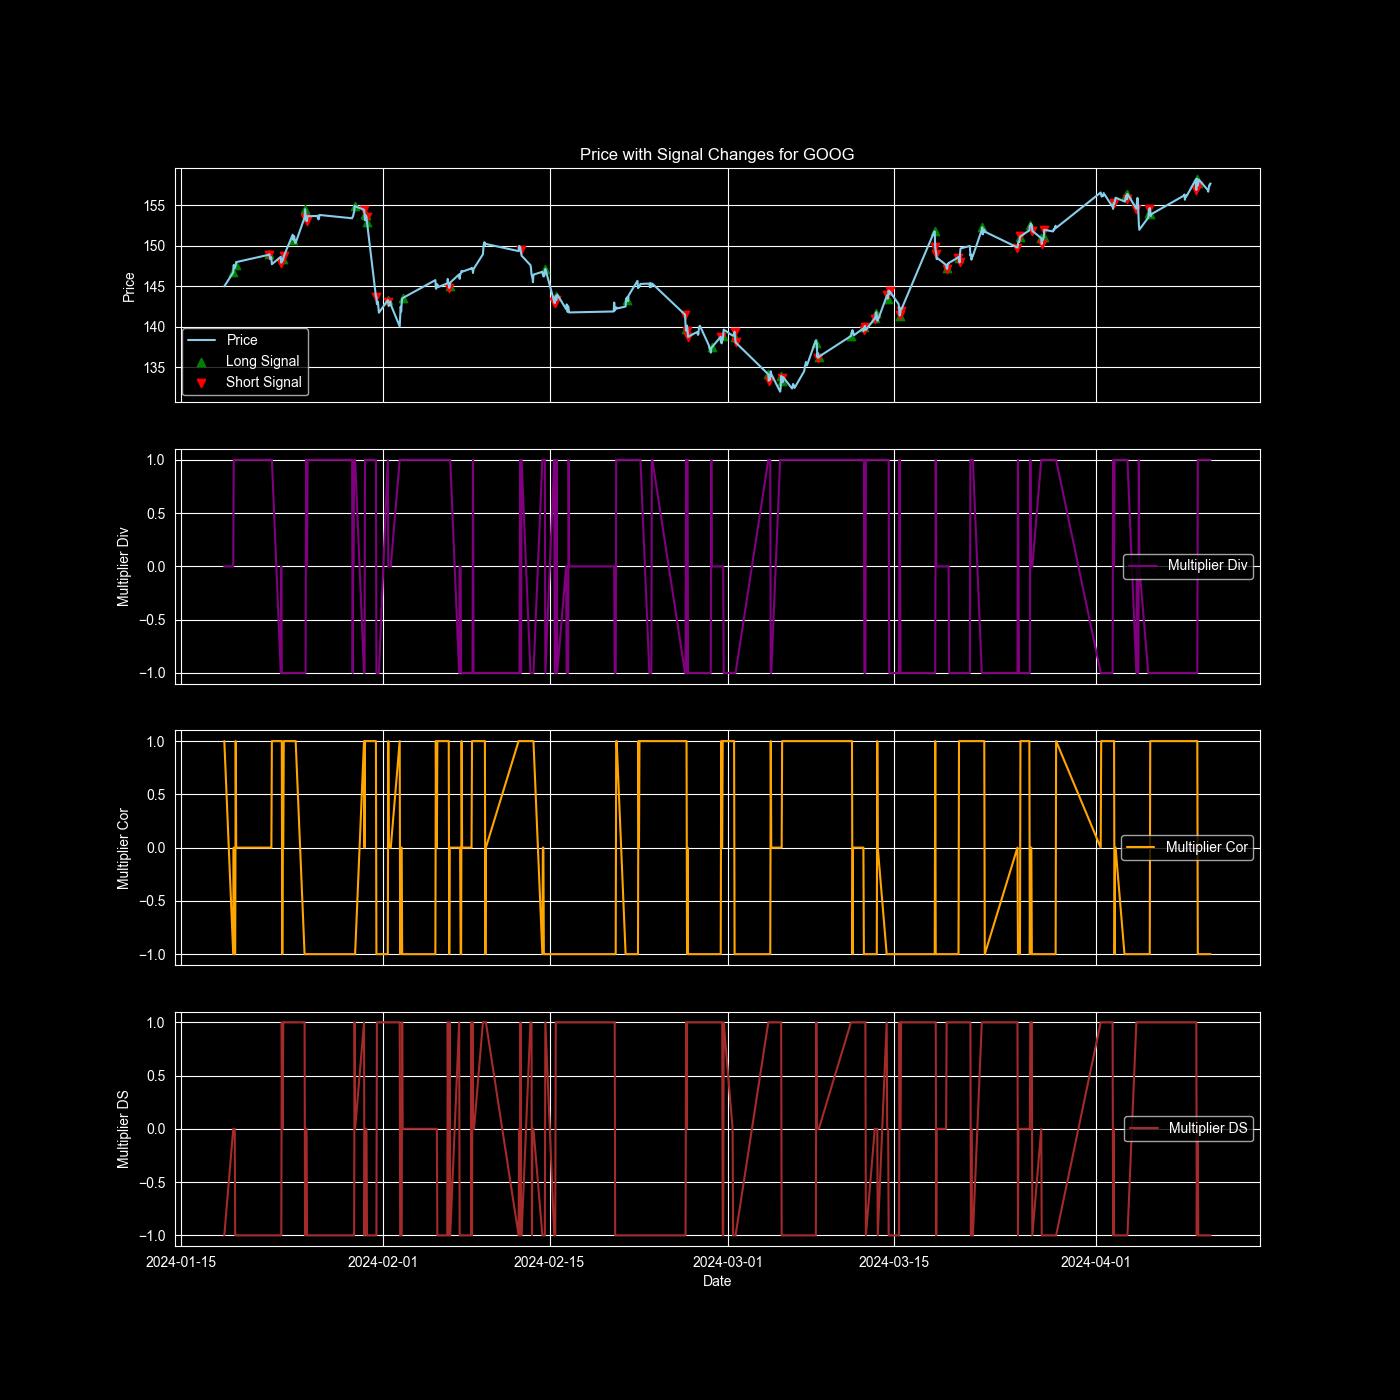 Price with Signal Changes for GOOG
155
150
145
140
135
Price
Price
Long Signal
Short Signal
1.0
0.5
0.0
−0.5
−1.0
Multiplier Div
Multiplier Div
1.0
0.5
0.0
−0.5
−1.0
Multiplier Cor
Multiplier Cor
1.0
0.5
0.0
−0.5
−1.0
Multiplier DS
Multiplier DS
2024-01-15 2024-02-01 2024-02-15 2024-03-01 2024-03-15 2024-04-01
Date